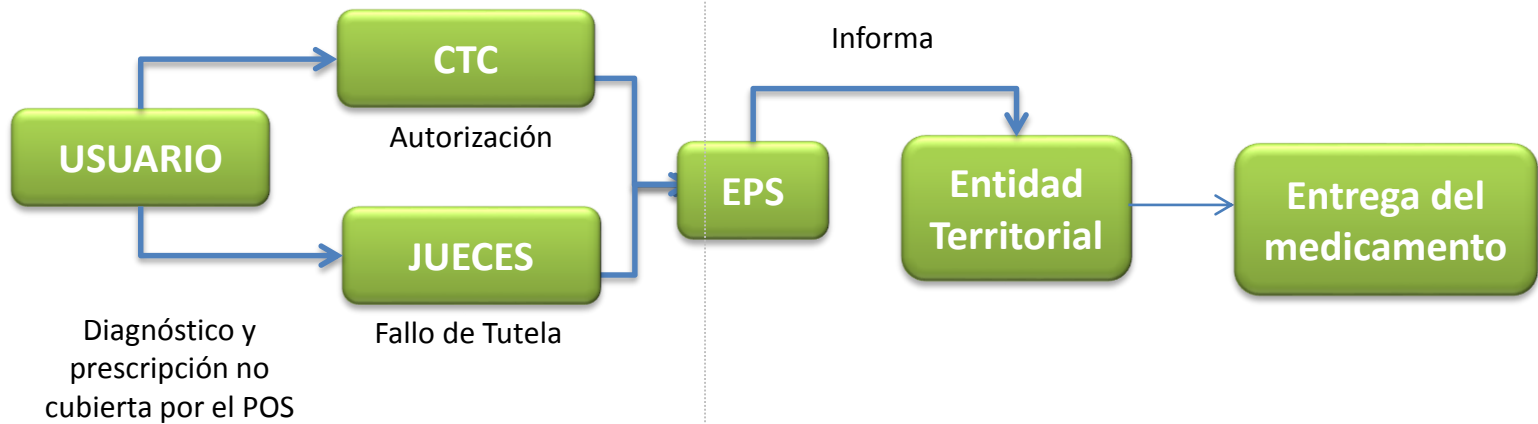 USUARIO
Diagnóstico y
prescripción no
cubierta por el POS
CTC
Autorización
JUECES
Fallo de Tutela
EPS
Informa
Entidad
Territorial
Entrega del
medicamento